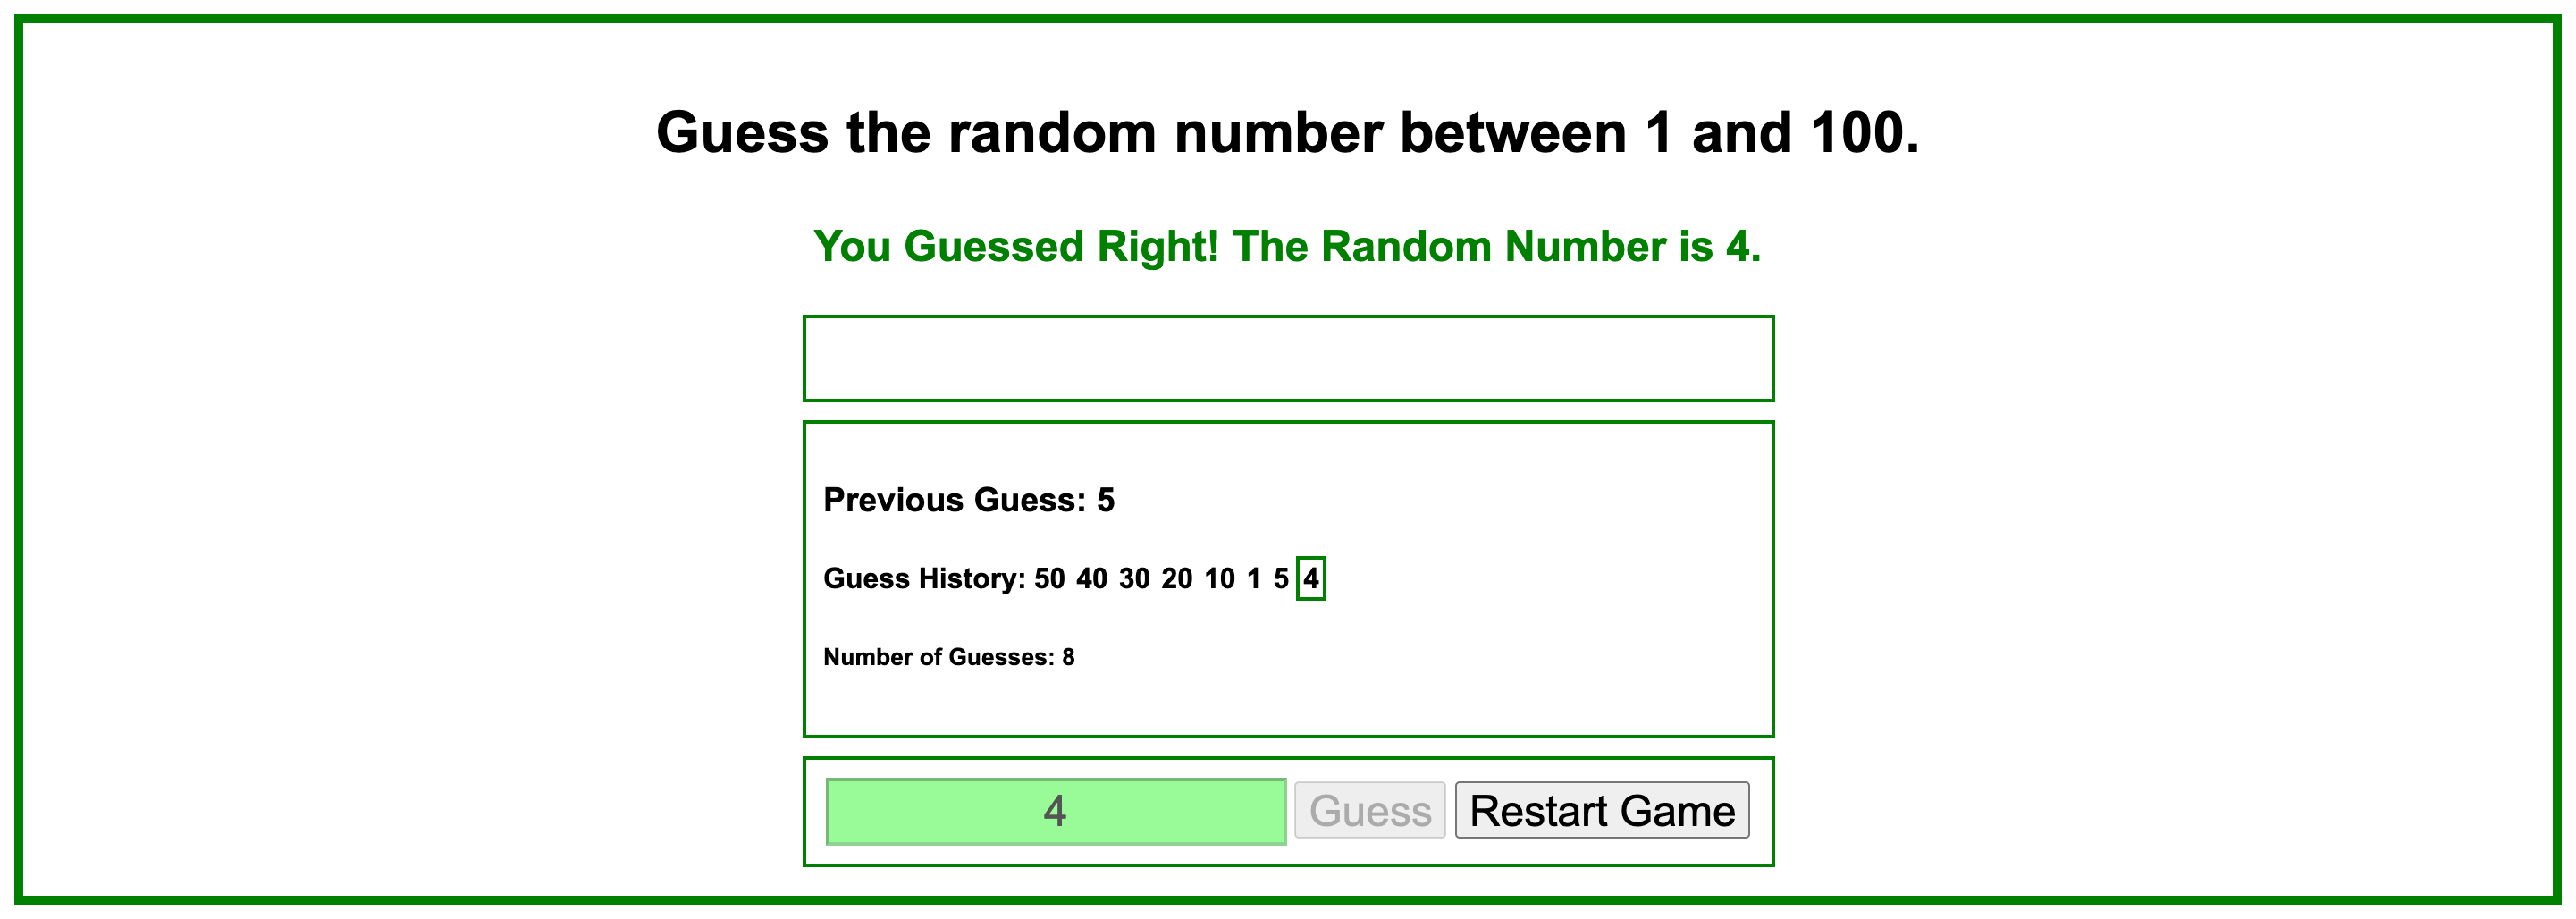 Guess the random number between 1 and 100.
You Guessed Right! The Random Number is 4.
Previous Guess: 5
Guess History: 50 40 30 20 10 1 5 4
Number of Guesses: 8
4 Guess Restart Game